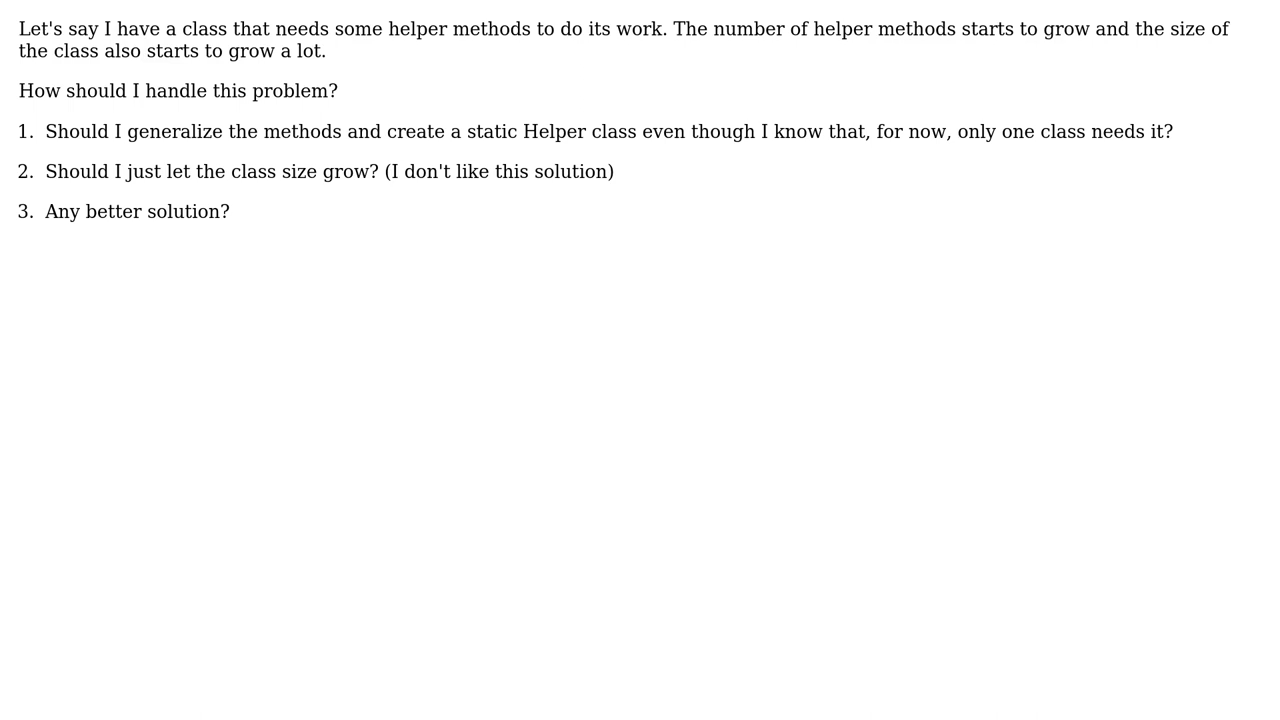 Let's say I have a class that needs some helper methods to do its work. The number of helper methods starts to grow and the size of
the class also starts to grow a lot.
How should I handle this problem?
1. Should I generalize the methods and create a static Helper class even though I know that, for now, only one class needs it?
2. Should I just let the class size grow? (I don't like this solution)
3. Any better solution?